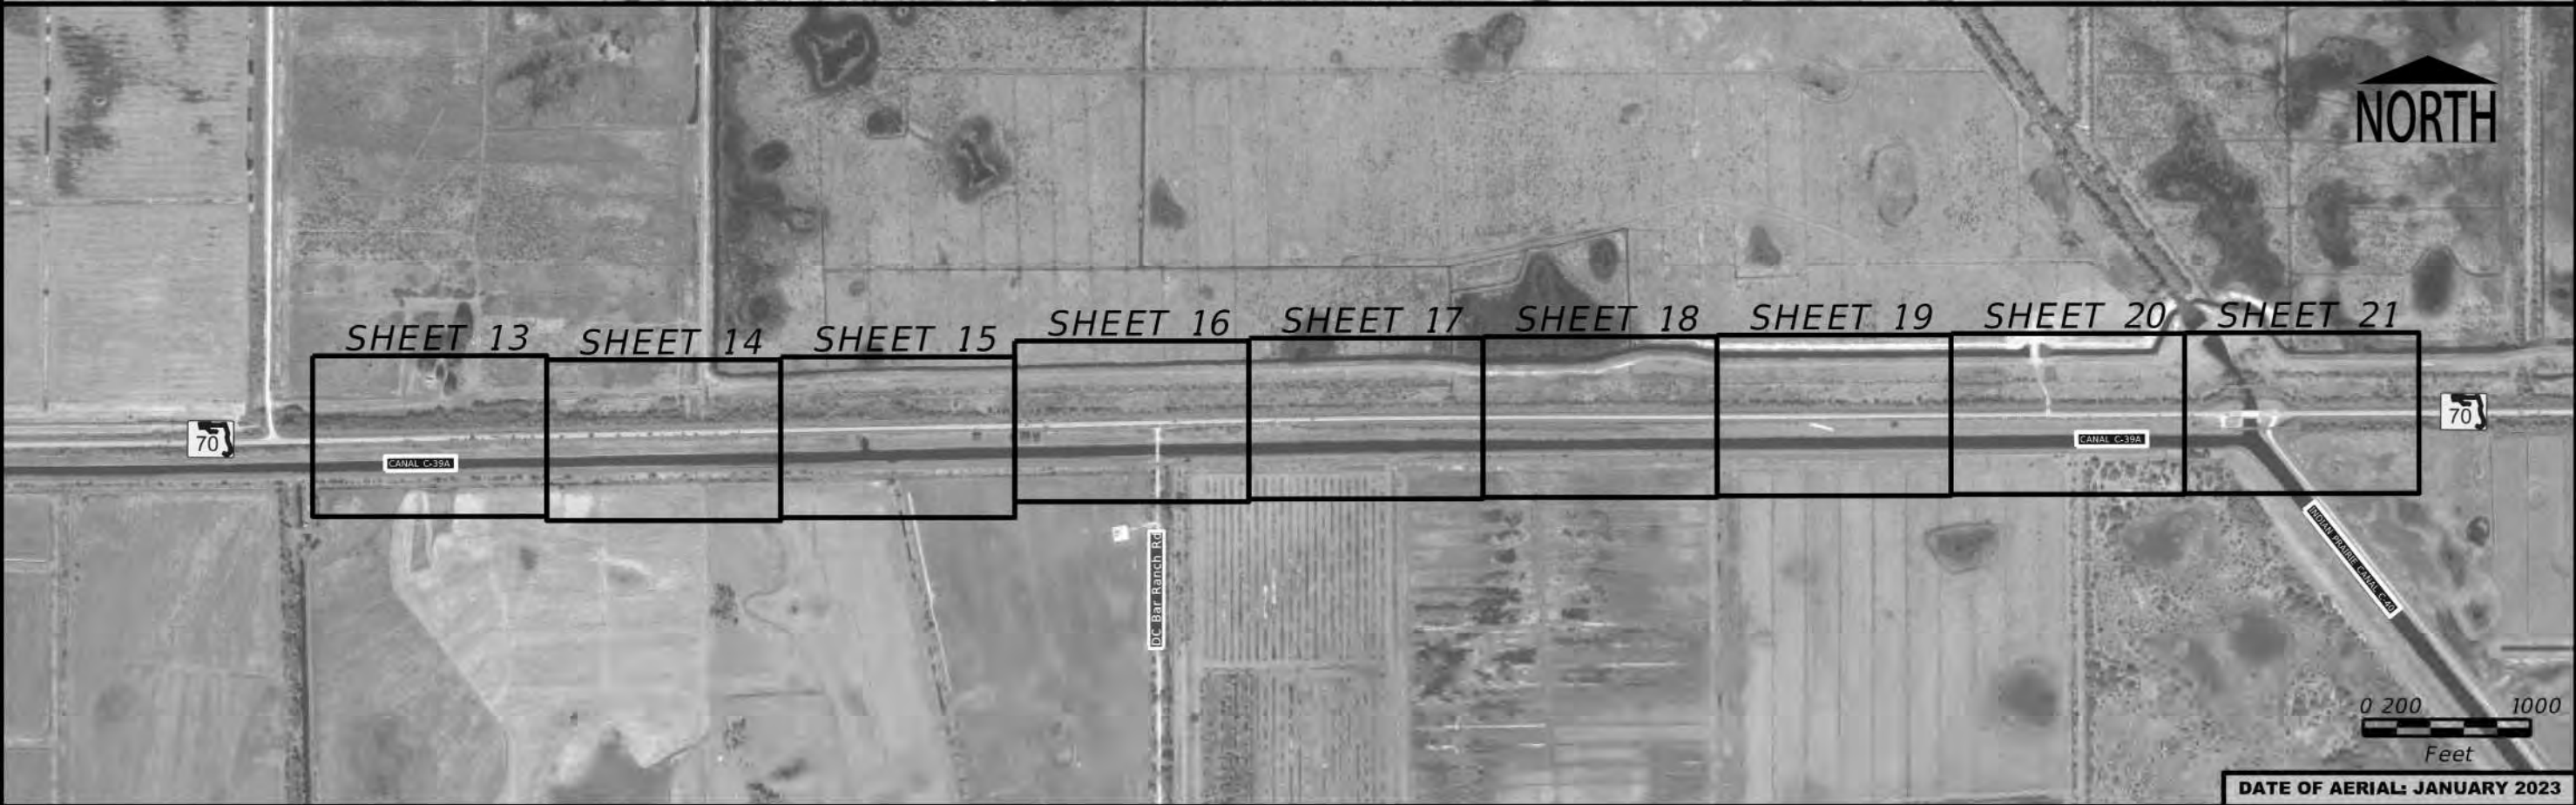 NORTH
SHEET 13
SHEET 14
SHEET 15
SHEET 16
SHEET 17
SHEET 18
SHEET 19
SHEET 20
SHEET 21
70
CANAL C-39A
DC Bar Ranch Rd
CANAL C-39A
70
INDIAN PRAIRIE CANAL C-40
0 200 1000
Feet
DATE OF AERIAL: JANUARY 2023